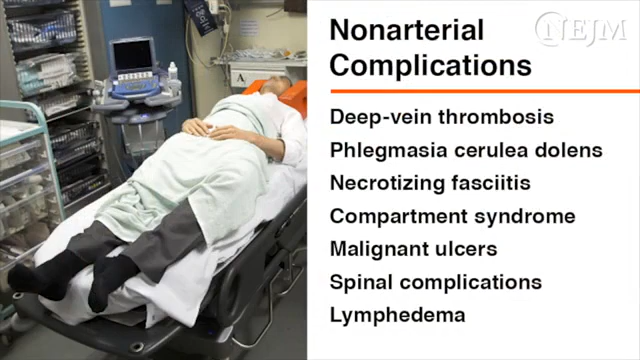 Nonarterial
Complications
NEJM
Deep-vein thrombosis
Phlegmasia cerulea dolens
Necrotizing fasciitis
Compartment syndrome
Malignant ulcers
Spinal complications
Lymphedema
A